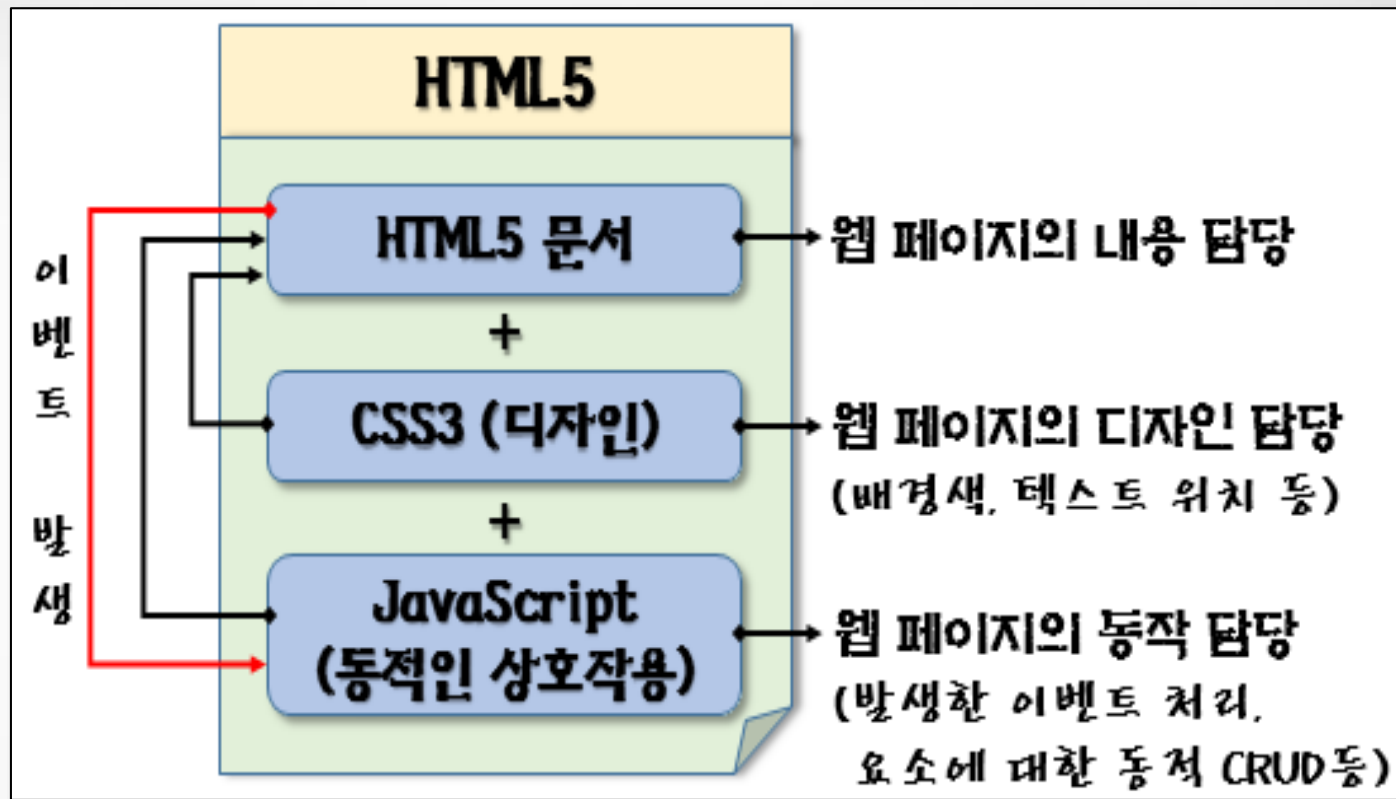 HTML5
이벤트 발생
HTML5 문서
웹 페이지의 내용 담당
+
CSS3 (디자인)
웹 페이지의 디자인 담당
(배경색, 텍스트 위치 등)
+
JavaScript
(동적인 상호작용)
웹 페이지의 동작 담당
(발생한 이벤트 처리,
요소에 대한 동적 CRUD등)